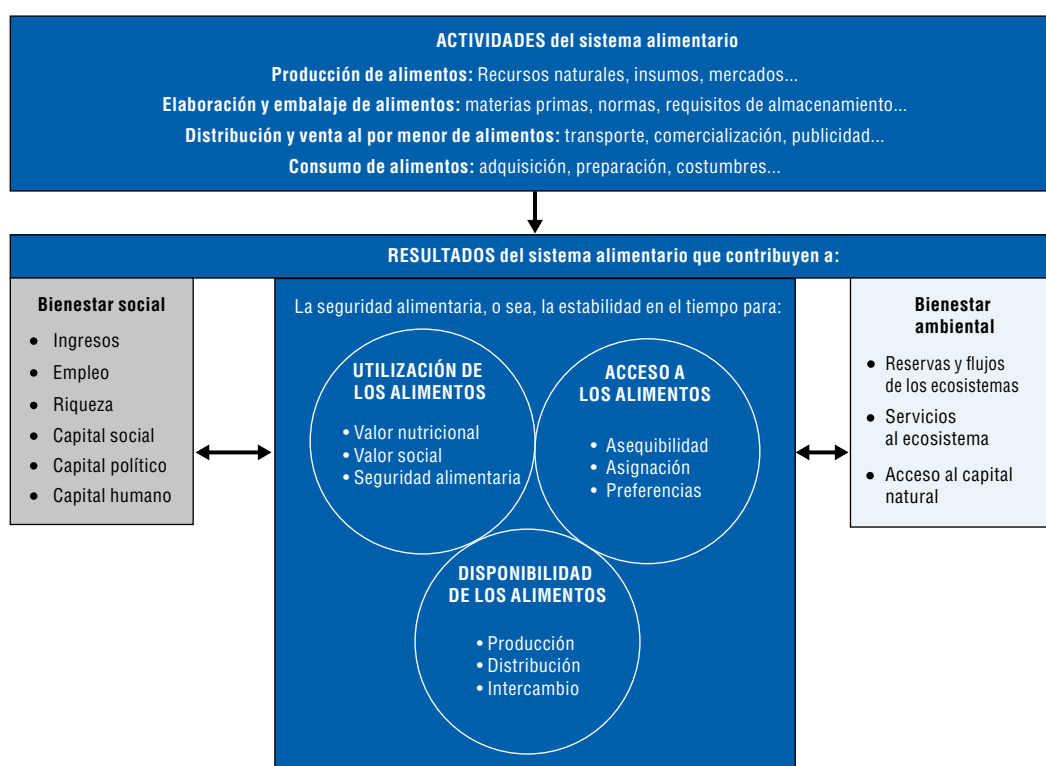 ACTIVIDADES del sistema alimentario
Producción de alimentos: Recursos naturales, insumos, mercados...
Elaboración y embalaje de alimentos: materias primas, normas, requisitos de almacenamiento...
Distribución y venta al por menor de alimentos: transporte, comercialización, publicidad...
Consumo de alimentos: adquisición, preparación, costumbres...
RESULTADOS del sistema alimentario que contribuyen a:
Bienestar social
• Ingresos
• Empleo
• Riqueza
• Capital social
• Capital político
• Capital humano
La seguridad alimentaria, o sea, la estabilidad en el tiempo para:
UTILIZACIÓN DE
LOS ALIMENTOS
• Valor nutricional
• Valor social
• Seguridad alimentaria
ACCESO A
LOS ALIMENTOS
• Asequibilidad
• Asignación
• Preferencias
DISPONIBILIDAD
DE LOS ALIMENTOS
• Producción
• Distribución
• Intercambio
Bienestar
ambiental
• Reservas y flujos
de los ecosistemas
• Servicios
al ecosistema
• Acceso al capital
natural